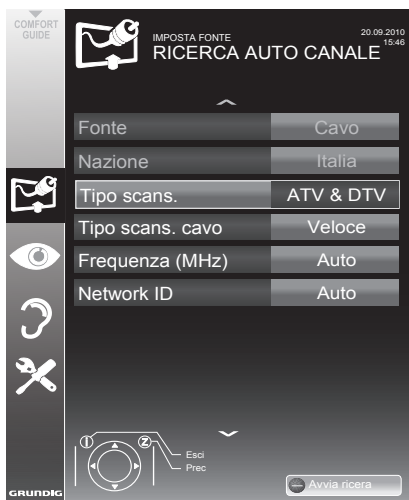 COMFORT
GUIDE
IMPOSTA FONTE
20.09.2010
RICERCA AUTO CANALE
15:46
Fonte Cavo
Nazione Italia
Tipo scans. ATV & DTV
Tipo scans. cavo Veloce
Frequenza (MHz) Auto
Network ID Auto
i
Z
Esci
Prec
Avvia ricera
GRUNDIG